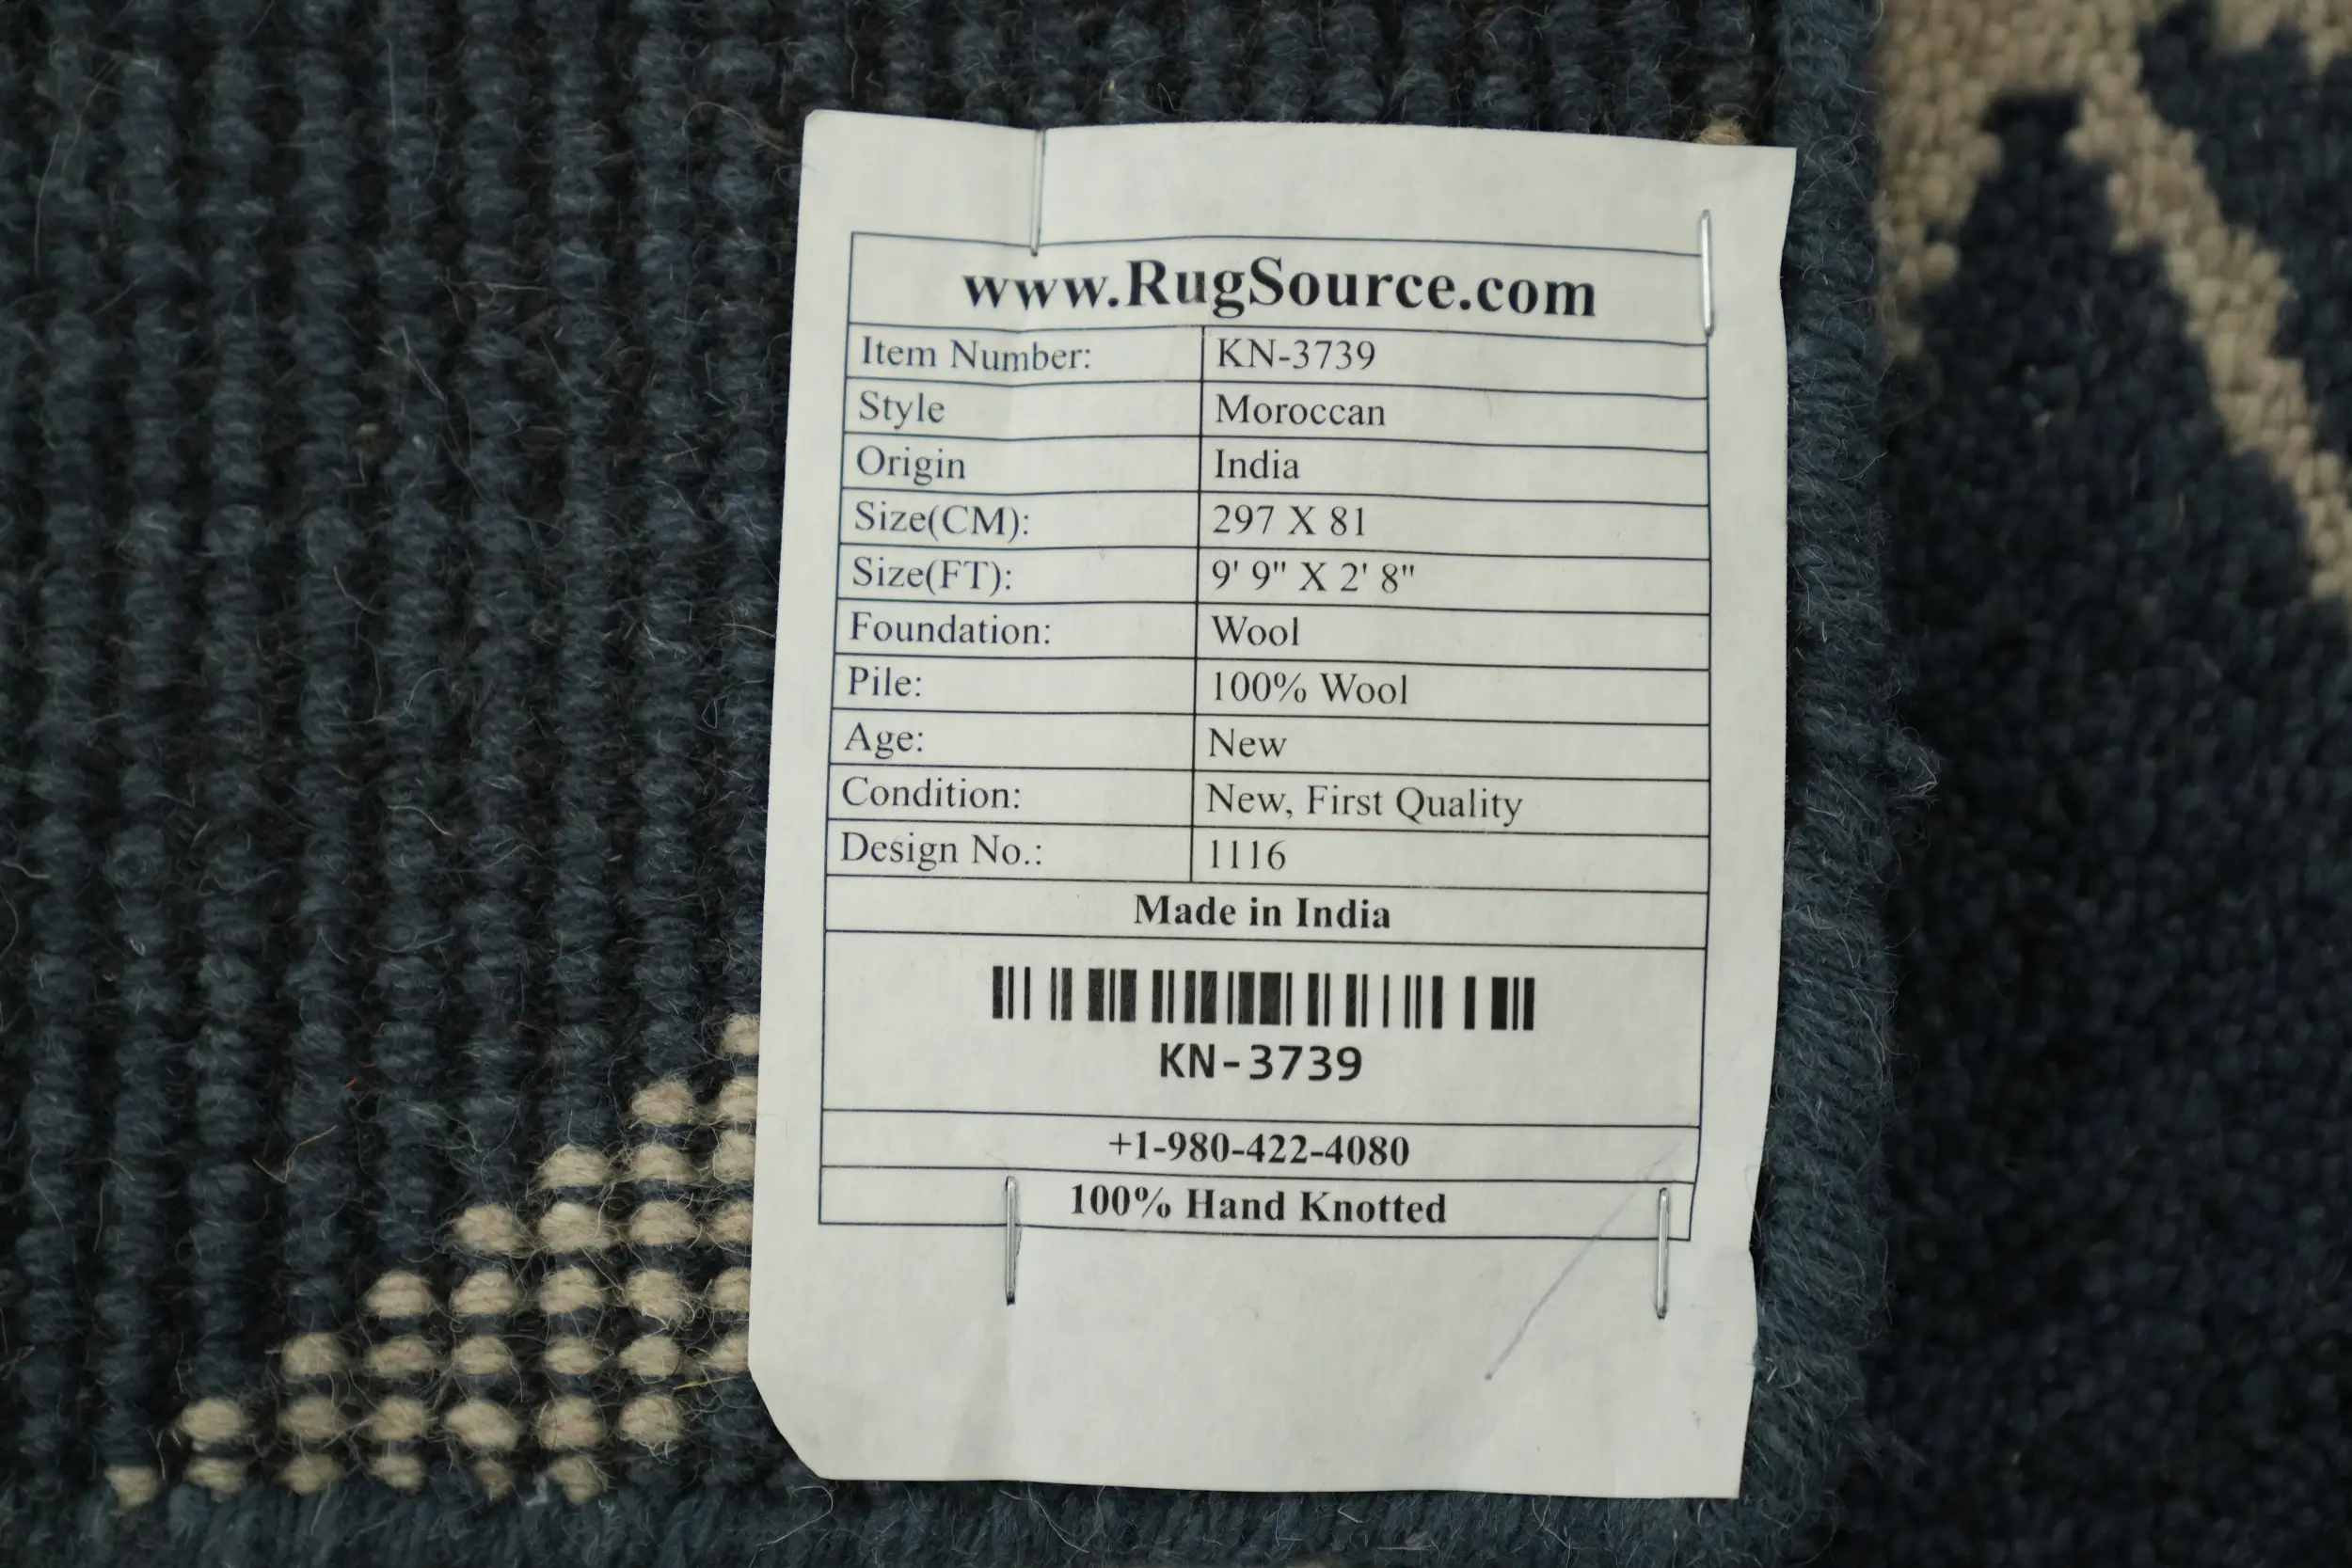 www.RugSource.com
Item Number: KN-3739
Style Moroccan
Origin India
Size(CM): 297 X 81
Size(FT): 9' 9" X 2' 8"
Foundation: Wool
Pile: 100% Wool
Age: New
Condition: New, First Quality
Design No.: 1116
Made in India
KN-3739
+1-980-422-4080
100% Hand Knotted